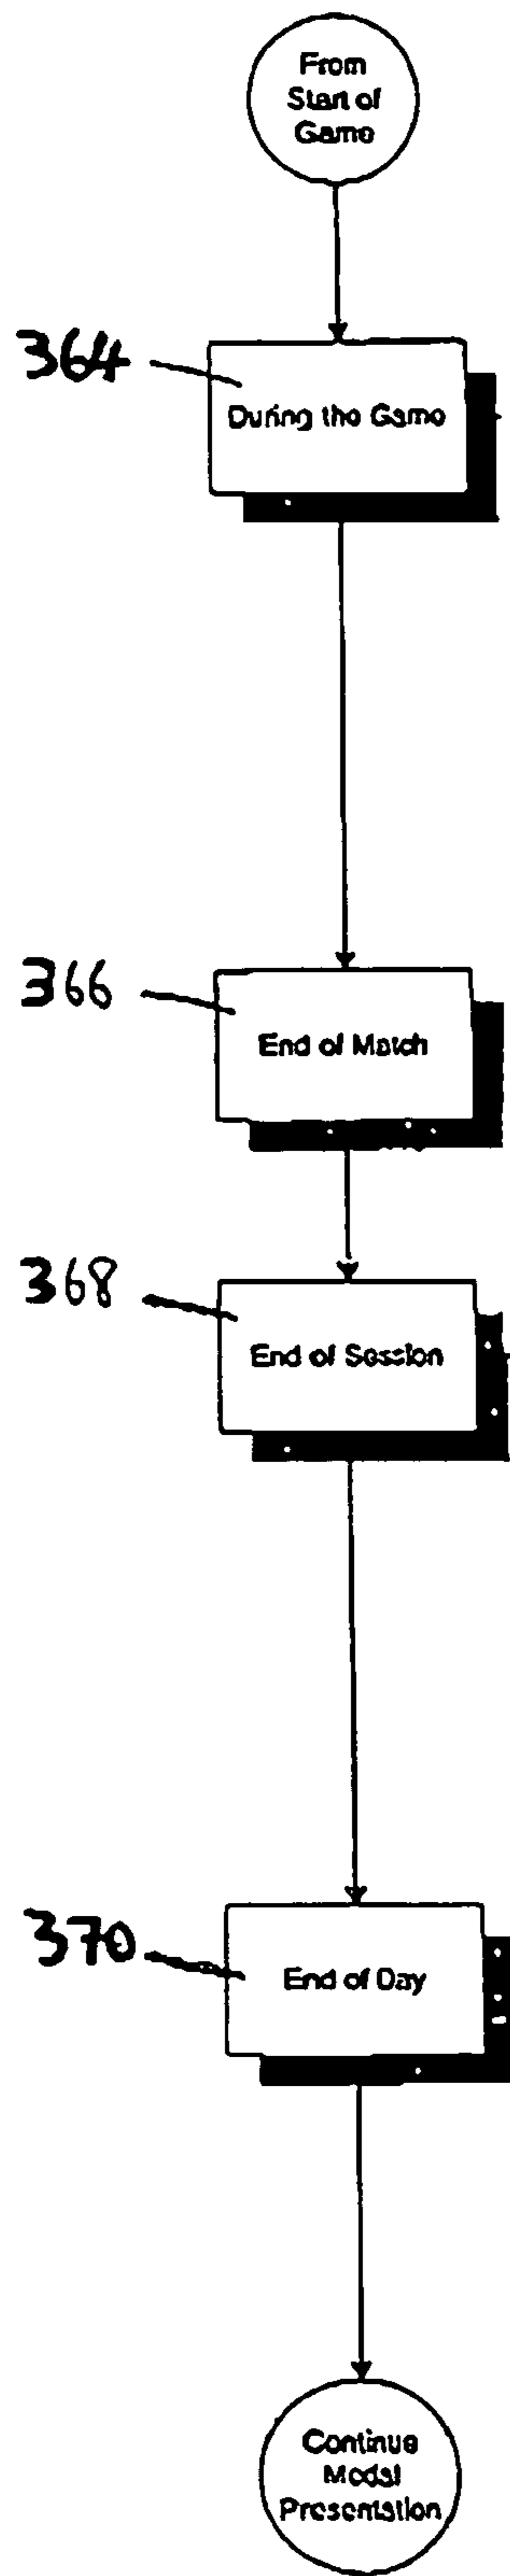 From
Start of
Game
364
During the Game
366
End of Match
368
End of Session
370
End of Day
Continue
Modal
Presentation